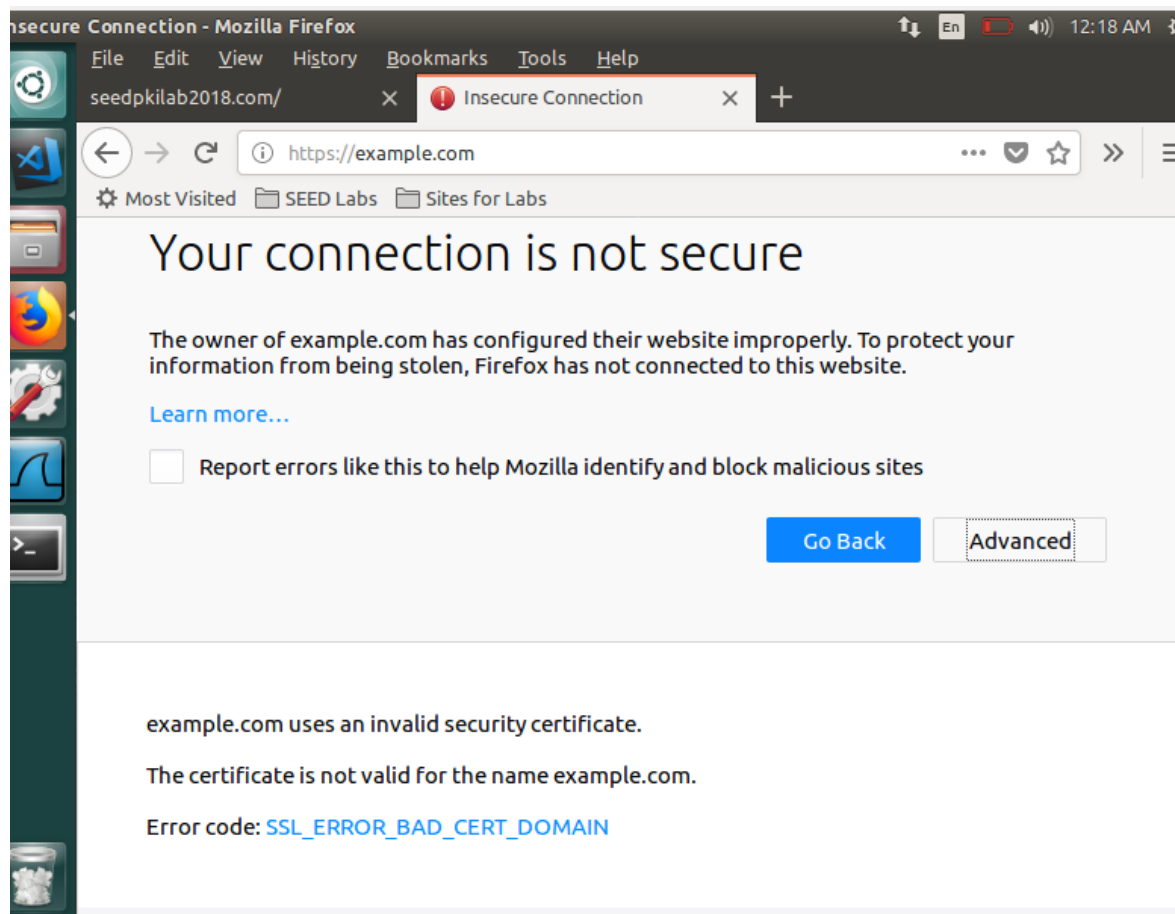 nsecure Connection - Mozilla Firefox
En
12:18 AM
File Edit View History Bookmarks Tools Help
seedpkilab2018.com/
Insecure Connection
https://example.com
Most Visited SEED Labs Sites for Labs
Your connection is not secure
The owner of example.com has configured their website improperly. To protect your
information from being stolen, Firefox has not connected to this website.
Learn more…
Report errors like this to help Mozilla identify and block malicious sites
Go Back Advanced
example.com uses an invalid security certificate.
The certificate is not valid for the name example.com.
Error code: SSL_ERROR_BAD_CERT_DOMAIN